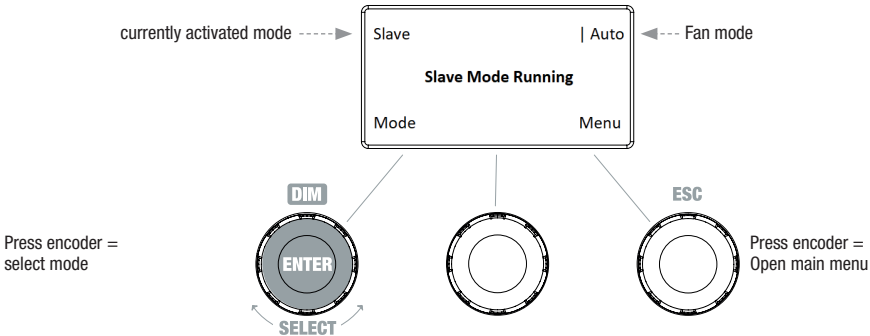 currently activated mode
Slave
| Auto
Fan mode
Slave Mode Running
Mode
Menu
DIM
ESC
Press encoder =
select mode
ENTER
Press encoder =
Open main menu
SELECT